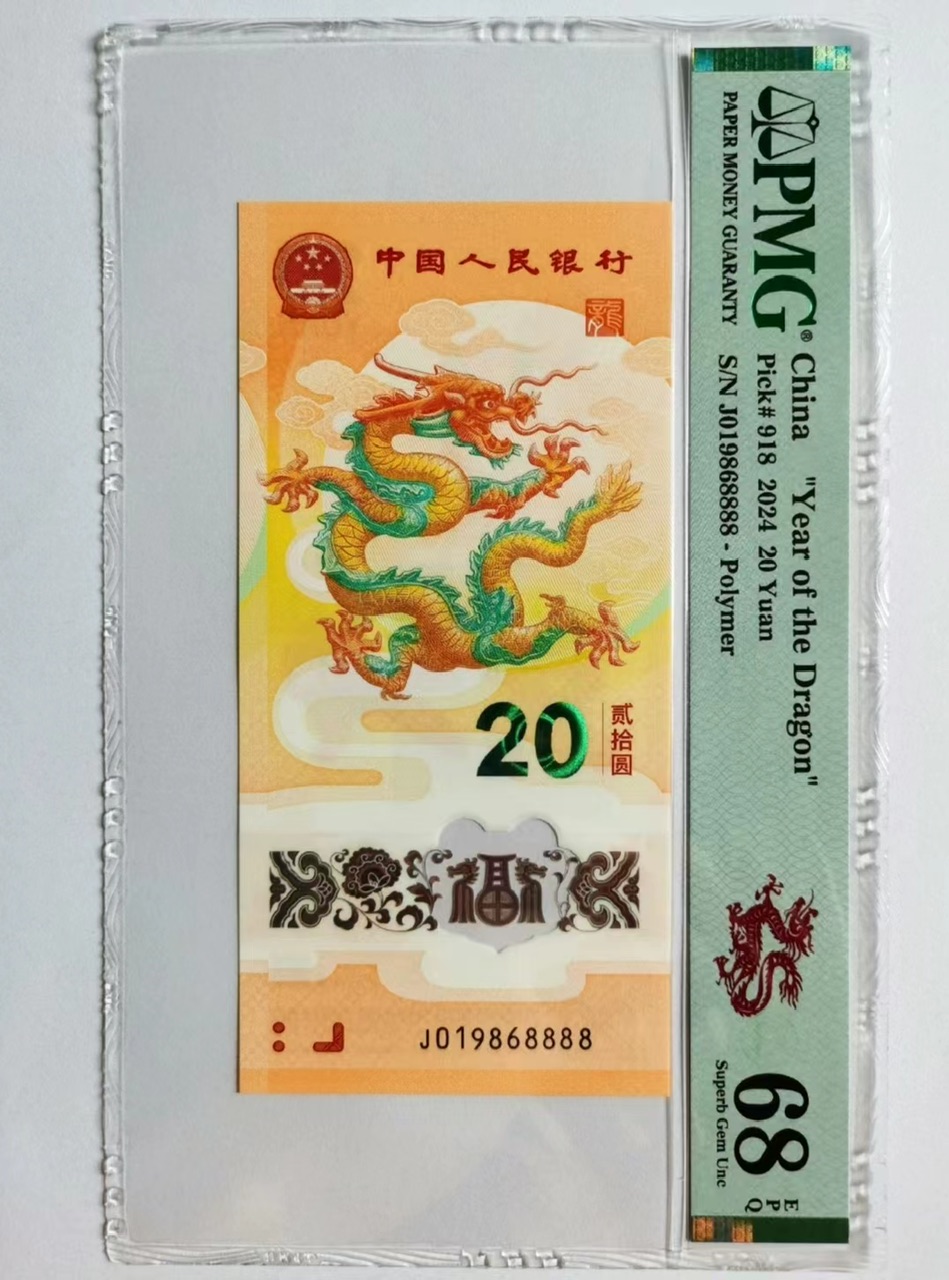 中国人民银行
龍
20
贰拾圆
福
J019868888
PMG®
PAPER MONEY GUARANTY
China "Year of the Dragon"
Pick# 918 2024 20 Yuan
S/N J019868888 - Polymer
68 EPQ
Superb Gem Unc